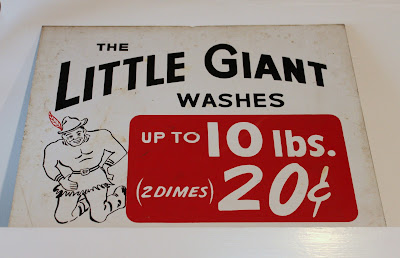 THE
LITTLE GIANT
WASHES
UP TO 10 lbs.
(2 DIMES) 20¢